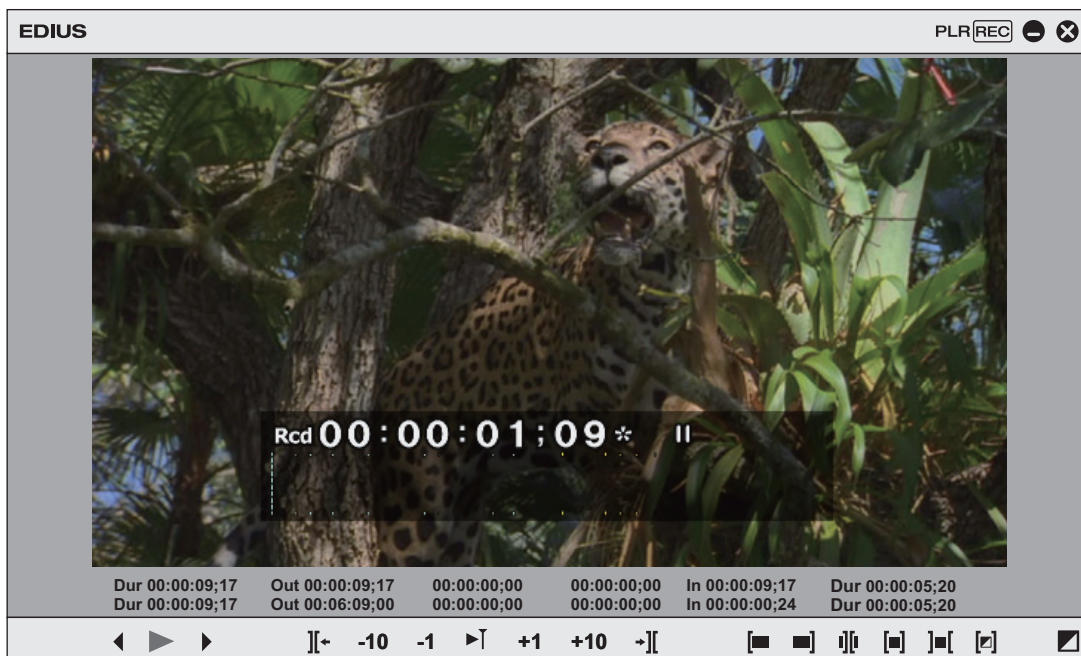 EDIUS PLR REC
Rcd 00:00:01;09*
Dur 00:00:09;17 Out 00:00:09;17 00:00:00;00 00:00:00;00 In 00:00:09;17 Dur 00:00:05;20
Dur 00:00:09;17 Out 00:06:09;00 00:00:00;00 00:00:00;00 In 00:00:00;24 Dur 00:00:05;20
-10 -1 +1 +10